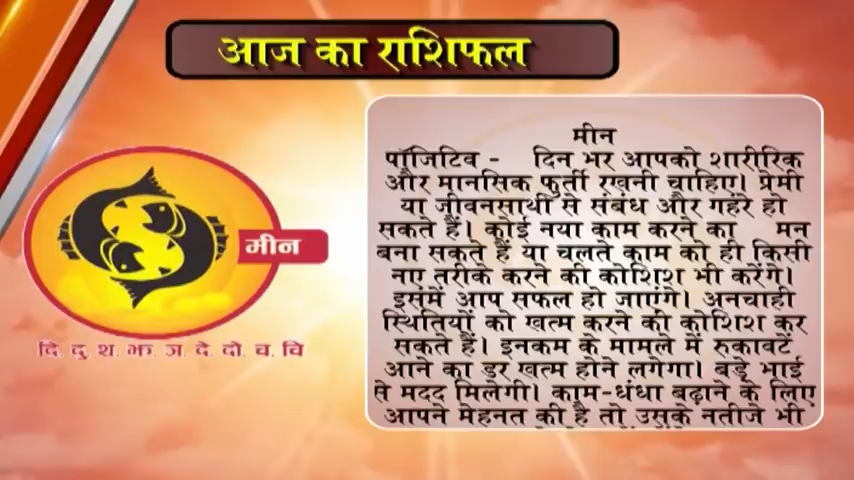 आज का राशिफल
मीन
दि. दु. श. झ. ञ. दे. दो. च. चि
मीन
पॉजिटिव - दिन भर आपको शारीरिक
और मानसिक फुर्ती रखनी चाहिए। प्रेमी
या जीवनसाथी से संबंध और गहरे हो
सकते हैं। कोई नया काम करने का मन
बना सकते हैं या चलते काम को ही किसी
नए तरीके करने की कोशिश भी करेंगे।
इसमें आप सफल हो जाएंगे। अनचाही
स्थितियों को खत्म करने की कोशिश कर
सकते हैं। इनकम के मामले में रुकावटें
आने का डर खत्म होने लगेगा। बड़े भाई
से मदद मिलेगी। काम-धंधा बढ़ाने के लिए
आपने मेहनत की है तो उसके नतीजे भी